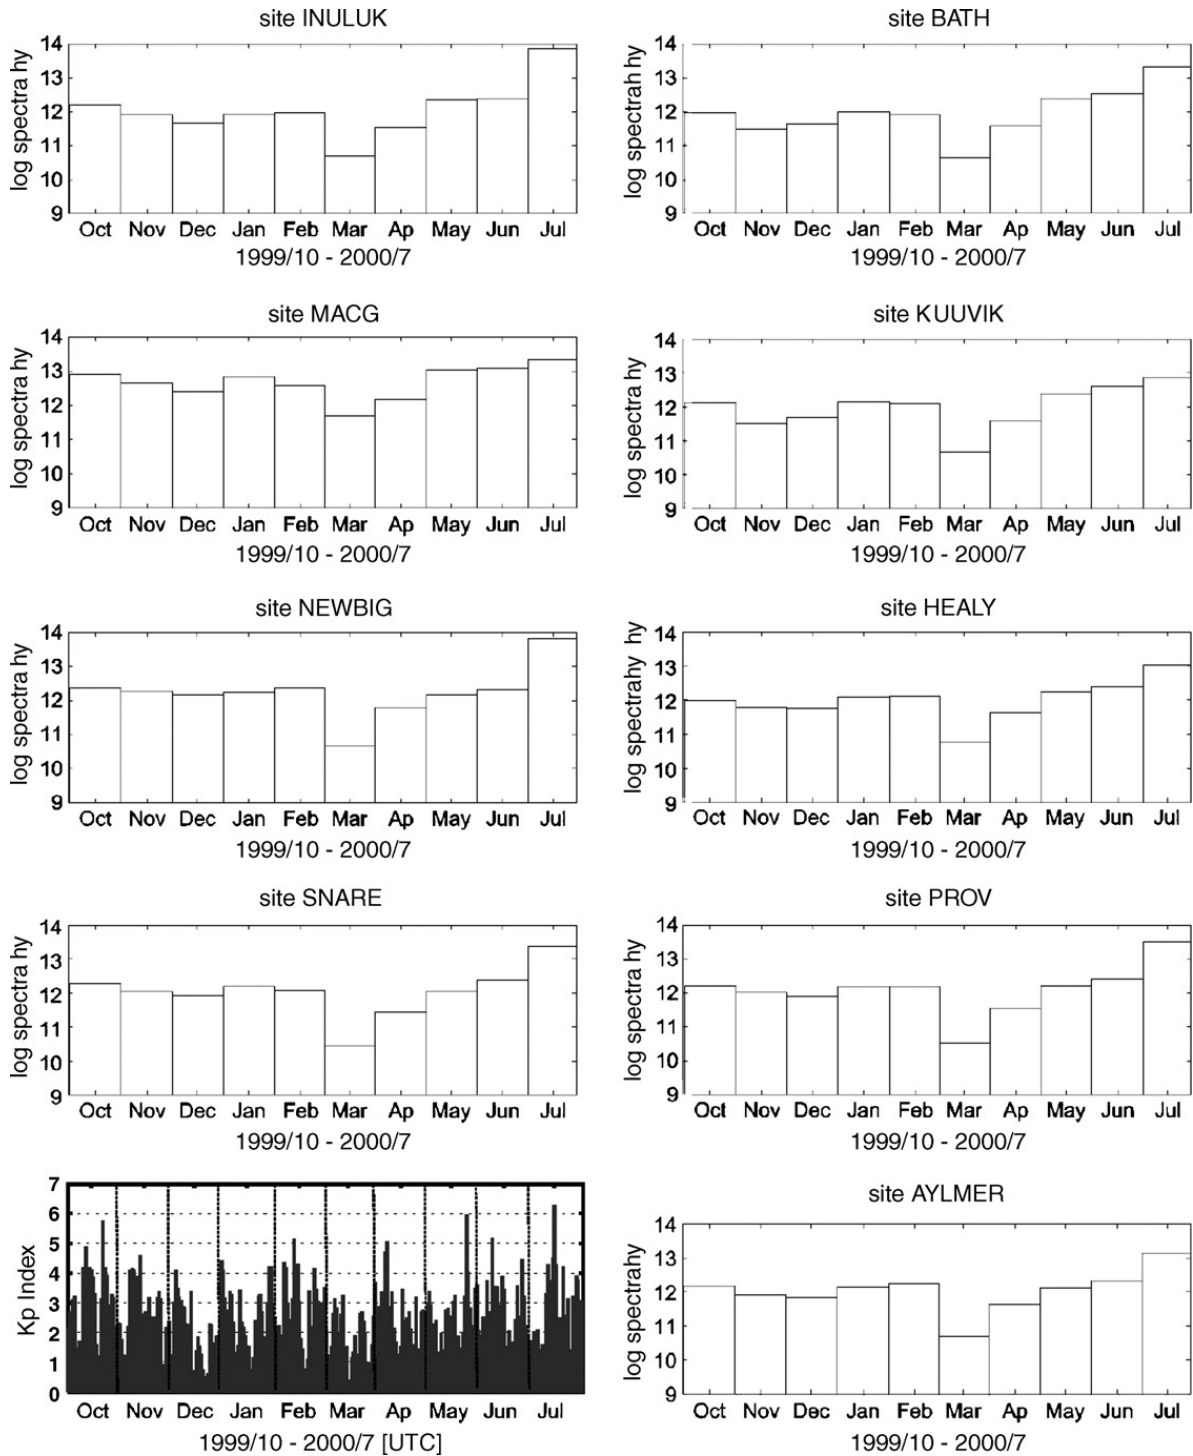 site INULUK
log spectra hy
14
13
12
11
10
9
Oct Nov Dec Jan Feb Mar Ap May Jun Jul
1999/10 - 2000/7
site BATH
log spectrah hy
14
13
12
11
10
9
Oct Nov Dec Jan Feb Mar Ap May Jun Jul
1999/10 - 2000/7
site MACG
log spectra hy
14
13
12
11
10
9
Oct Nov Dec Jan Feb Mar Ap May Jun Jul
1999/10 - 2000/7
site KUUVIK
log spectra hy
14
13
12
11
10
9
Oct Nov Dec Jan Feb Mar Ap May Jun Jul
1999/10 - 2000/7
site NEWBIG
log spectra hy
14
13
12
11
10
9
Oct Nov Dec Jan Feb Mar Ap May Jun Jul
1999/10 - 2000/7
site HEALY
log spectrahy hy
14
13
12
11
10
9
Oct Nov Dec Jan Feb Mar Ap May Jun Jul
1999/10 - 2000/7
site SNARE
log spectra hy
14
13
12
11
10
9
Oct Nov Dec Jan Feb Mar Ap May Jun Jul
1999/10 - 2000/7
site PROV
log spectra hy
14
13
12
11
10
9
Oct Nov Dec Jan Feb Mar Ap May Jun Jul
1999/10 - 2000/7
Kp Index
7
6
5
4
3
2
1
0
Oct Nov Dec Jan Feb Mar Ap May Jun Jul
1999/10 - 2000/7 [UTC]
site AYLMER
log spectrahy
14
13
12
11
10
9
Oct Nov Dec Jan Feb Mar Ap May Jun Jul
1999/10 - 2000/7